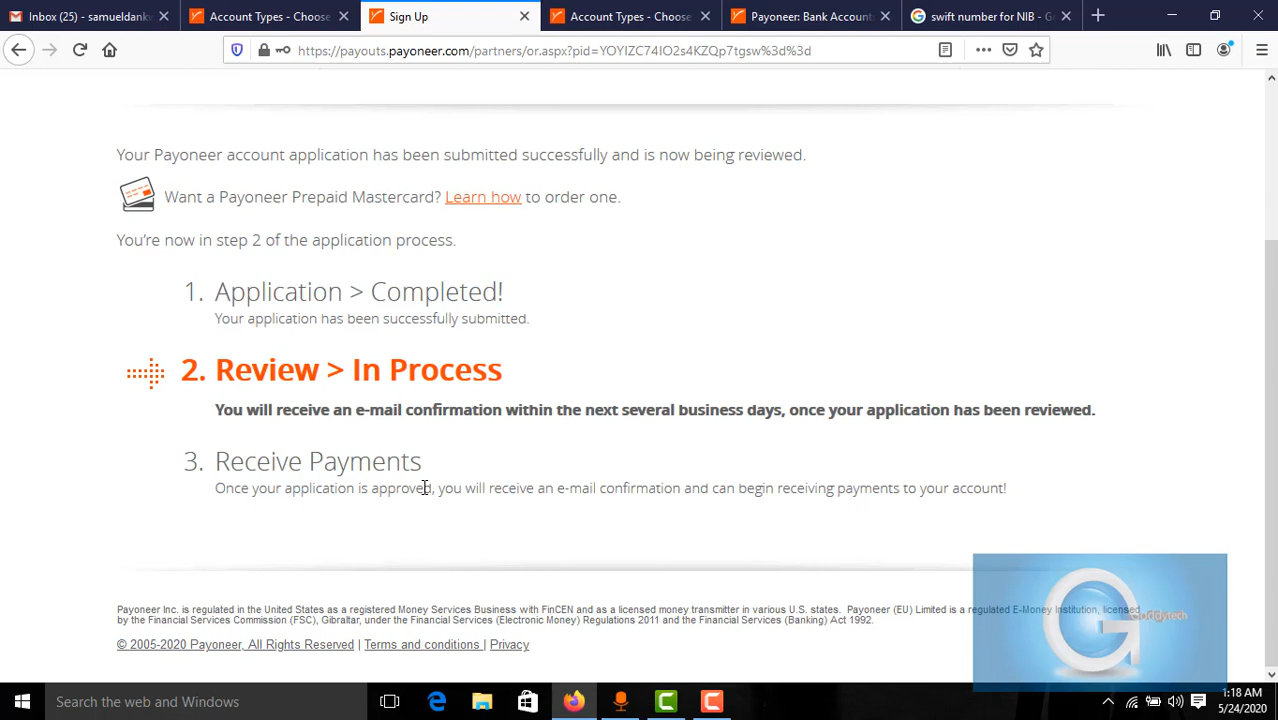 Inbox (25) - samueldank
Account Types - Choose
Sign Up
Account Types - Choose
Payoneer: Bank Account
swift number for NIB - Go
https://payouts.payoneer.com/partners/or.aspx?pid=YOYIZC74IO2s4KZQp7tgsw%3d%3d
Your Payoneer account application has been submitted successfully and is now being reviewed.
Want a Payoneer Prepaid Mastercard? Learn how to order one.
You're now in step 2 of the application process.
1. Application > Completed!
Your application has been successfully submitted.
2. Review > In Process
You will receive an e-mail confirmation within the next several business days, once your application has been reviewed.
3. Receive Payments
Once your application is approved, you will receive an e-mail confirmation and can begin receiving payments to your account!
Payoneer Inc. is regulated in the United States as a registered Money Services Business with FinCEN and as a licensed money transmitter in various U.S. states. Payoneer (EU) Limited is a regulated E-Money Institution, licensed
by the Financial Services Commission (FSC), Gibraltar, under the Financial Services (Electronic Money) Regulations 2011 and the Financial Services (Banking) Act 1992.
© 2005-2020 Payoneer, All Rights Reserved | Terms and conditions | Privacy
Search the web and Windows
1:18 AM
5/24/2020